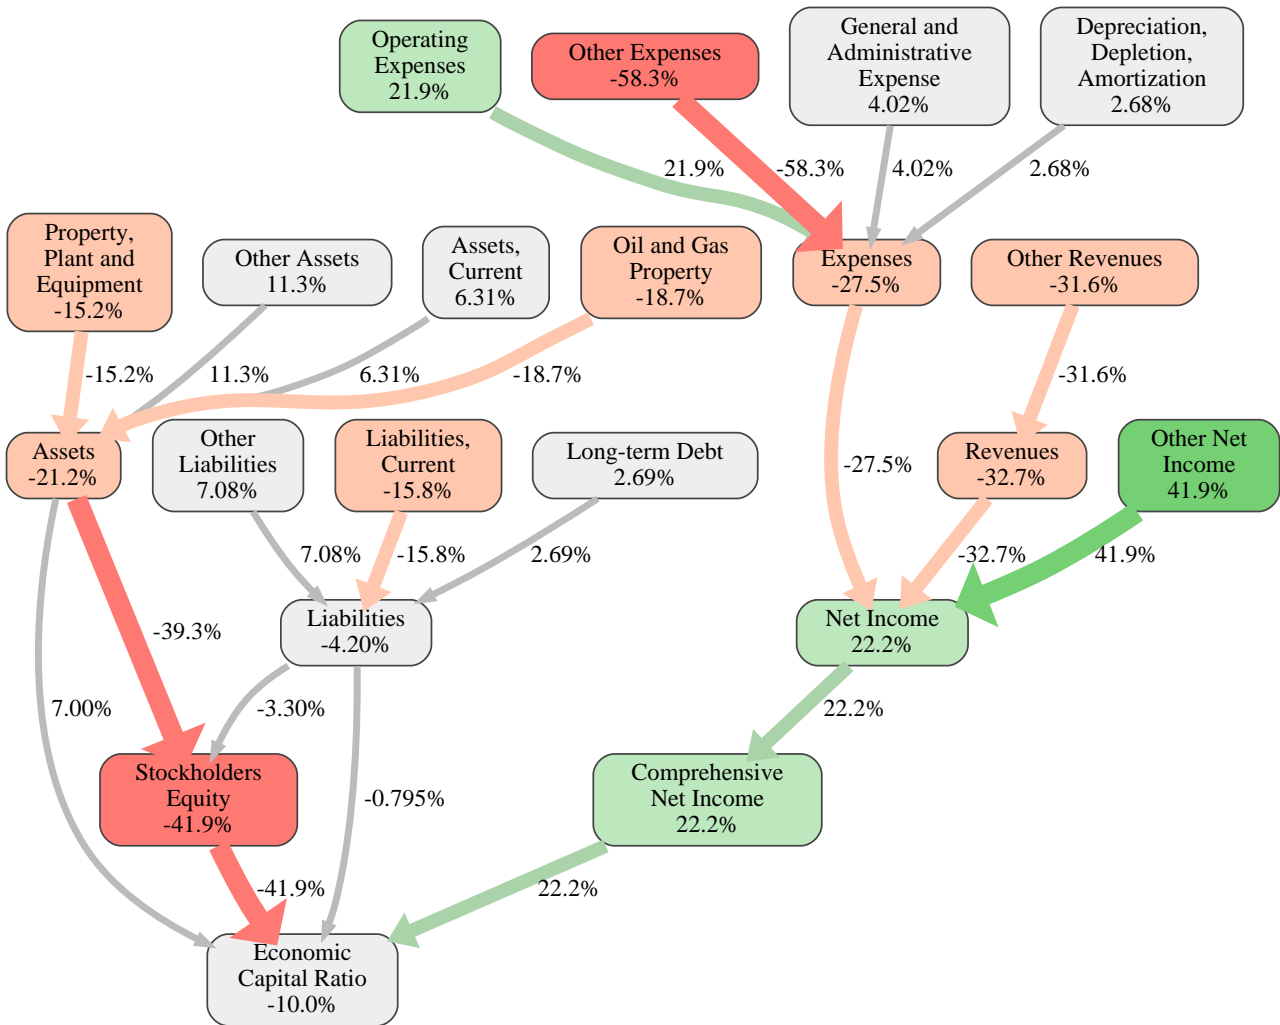 Operating
Expenses
21.9%
Other Expenses
-58.3%
General and
Administrative
Expense
4.02%
Depreciation,
Depletion,
Amortization
2.68%
21.9%
-58.3%
4.02%
2.68%
Property,
Plant and
Equipment
-15.2%
Other Assets
11.3%
Assets,
Current
6.31%
Oil and Gas
Property
-18.7%
Expenses
-27.5%
Other Revenues
-31.6%
-15.2%
11.3%
6.31%
-18.7%
-31.6%
Assets
-21.2%
Other
Liabilities
7.08%
Liabilities,
Current
-15.8%
Long-term Debt
2.69%
-27.5%
Revenues
-32.7%
Other Net
Income
41.9%
7.08%
-15.8%
2.69%
-32.7%
41.9%
-39.3%
Liabilities
-4.20%
Net Income
22.2%
7.00%
-3.30%
22.2%
Stockholders
Equity
-41.9%
-0.795%
Comprehensive
Net Income
22.2%
-41.9%
22.2%
Economic
Capital Ratio
-10.0%